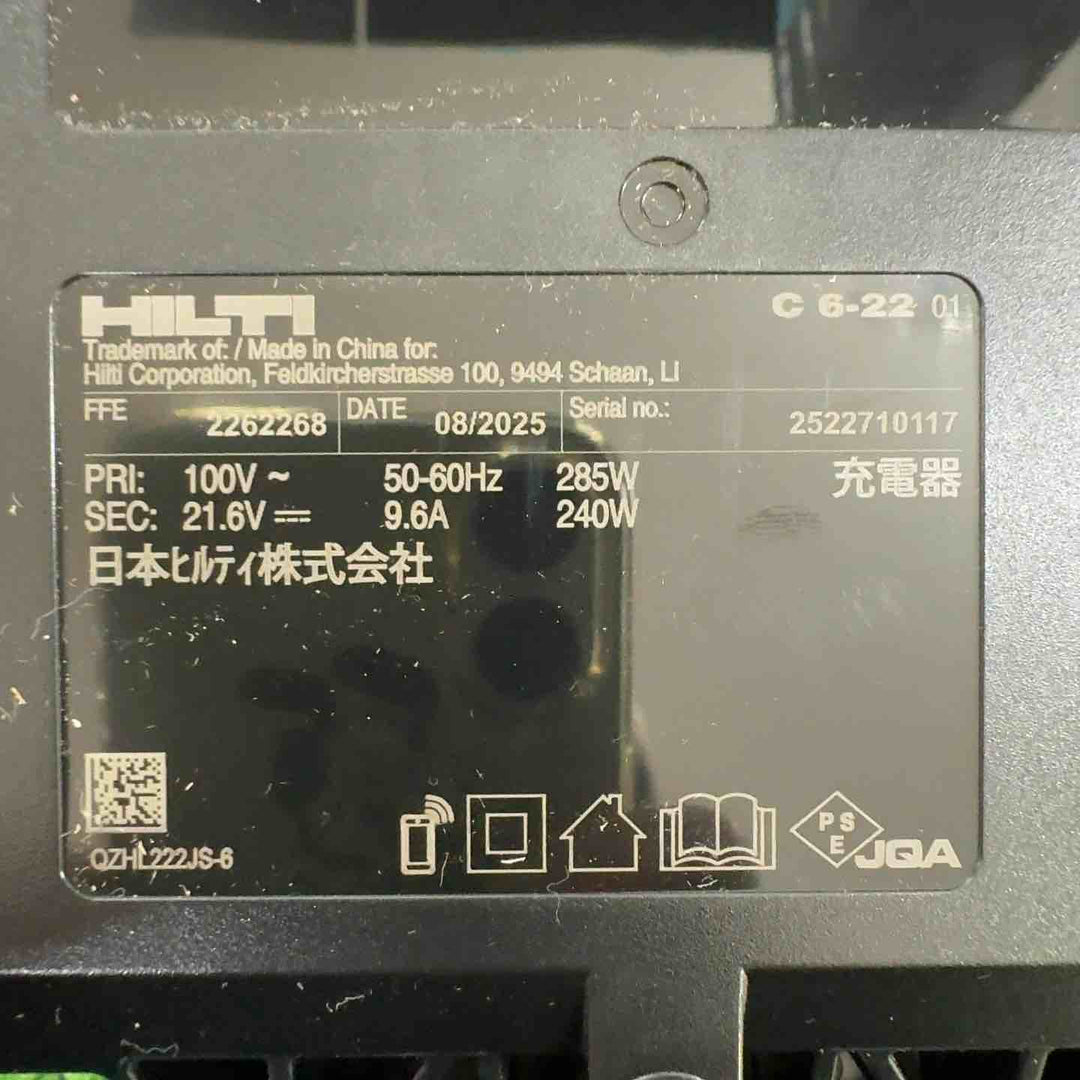 HILTI
C 6-22 01
Trademark of: / Made in China for:
Hilti Corporation, Feldkircherstrasse 100, 9494 Schaan, LI
FFE 2262268 DATE 08/2025 Serial no.: 2522710117
PRI: 100V ~ 50-60Hz 285W 充電器
SEC: 21.6V ⎓ 9.6A 240W
日本ヒルティ株式会社
QZHL222JS-6
PSE JQA